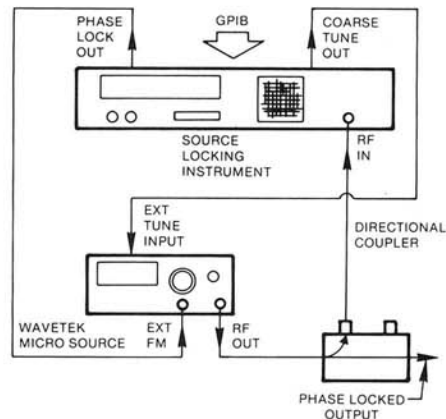 PHASE
LOCK
OUT
GPIB
COARSE
TUNE
OUT
SOURCE
LOCKING
INSTRUMENT
RF
IN
EXT
TUNE
INPUT
DIRECTIONAL
COUPLER
WAVETEK
MICRO SOURCE
EXT
FM
RF
OUT
PHASE LOCKED
OUTPUT